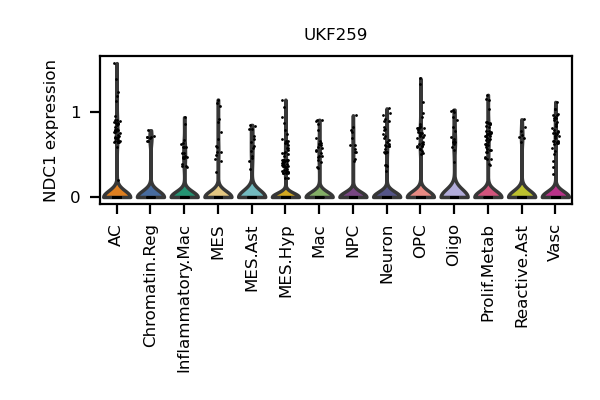 UKF259
NDC1 expression
1
0
AC
Chromatin.Reg
Inflammatory.Mac
MES
MES.Ast
MES.Hyp
Mac
NPC
Neuron
OPC
Oligo
Prolif.Metab
Reactive.Ast
Vasc